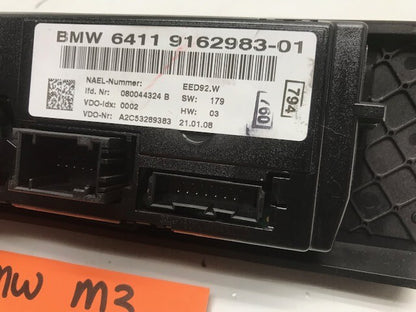 BMW 6411 9162983-01
NAEL-Nummer: EED92.W
lfd. Nr: 080044324 B SW: 179
VDO-Idx: 0002 HW: 03
VDO-Nr: A2C53289383 21.01.08
794
760
MW M3